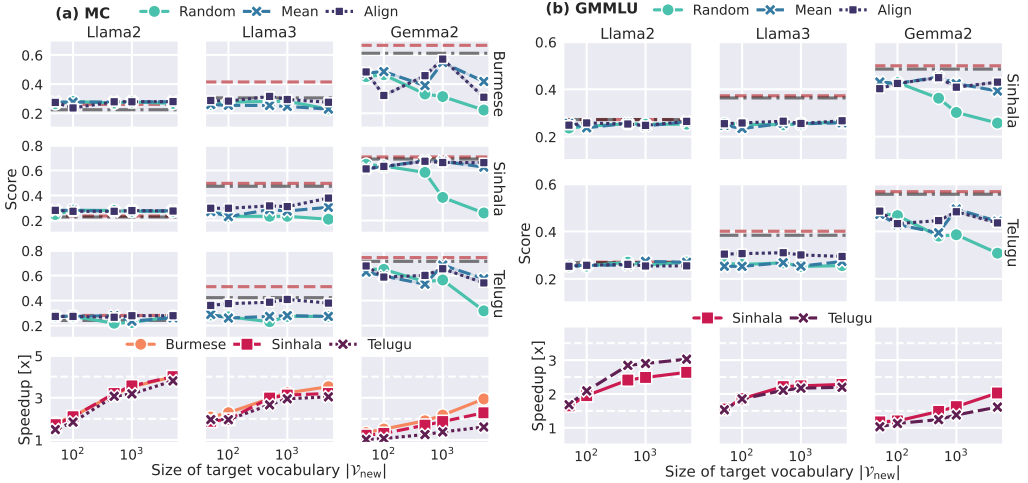 (a) MC
Random Mean Align
Llama2 Llama3 Gemma2
0.6
0.4
0.2
Burmese
0.8
0.6
0.4
0.2
Sinhala
Score
0.8
0.6
0.4
0.2
Telugu
Burmese Sinhala Telugu
5
3
1
Speedup [x]
10² 10³ 10² 10³ 10² 10³
Size of target vocabulary |𝒱new|
(b) GMMLU
Random Mean Align
Llama2 Llama3 Gemma2
0.6
0.4
0.2
Sinhala
0.6
0.4
0.2
Telugu
Score
Sinhala Telugu
3
2
1
Speedup [x]
10² 10³ 10² 10³ 10² 10³
Size of target vocabulary |𝒱new|